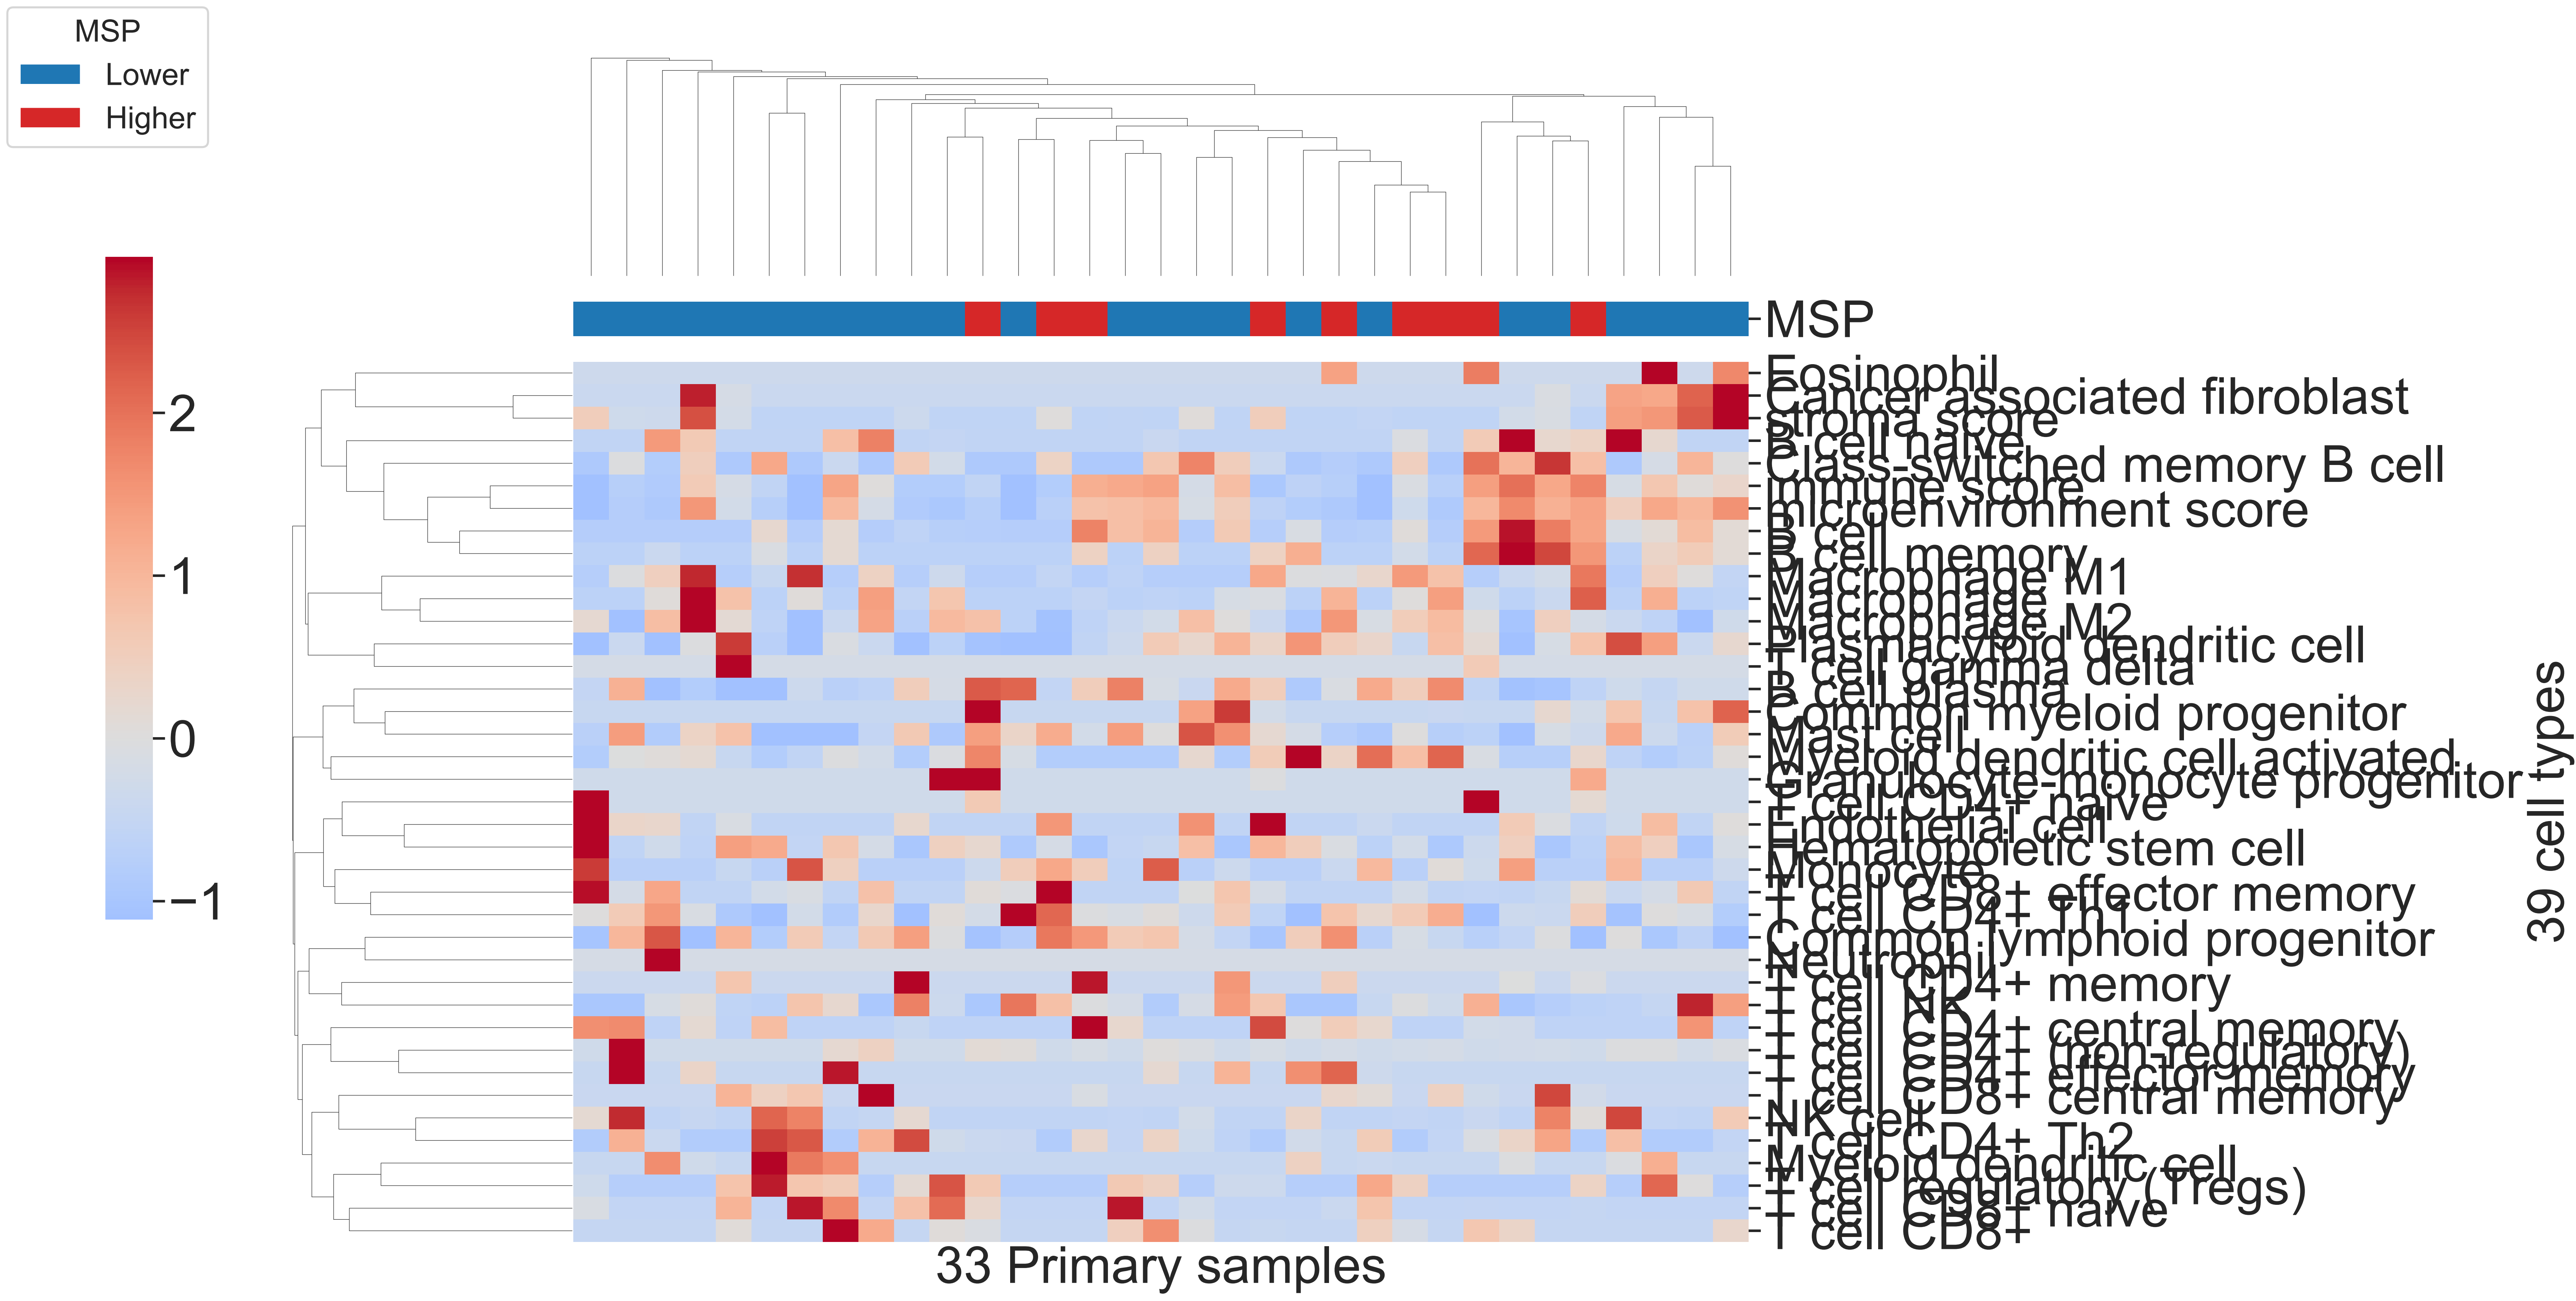 MSP
Lower
Higher
2
1
0
−1
MSP
Eosinophil
Cancer associated fibroblast
stroma score
B cell naive
Class-switched memory B cell
immune score
microenvironment score
B cell
B cell memory
Macrophage M1
Macrophage
Macrophage M2
Plasmacytoid dendritic cell
T cell gamma delta
B cell plasma
Common myeloid progenitor
Mast cell
Myeloid dendritic cell activated
Granulocyte-monocyte progenitor
T cell CD4+ naive
Endothelial cell
Hematopoietic stem cell
Monocyte
T cell CD8+ effector memory
T cell CD4+ Th1
Common lymphoid progenitor
Neutrophil
T cell CD4+ memory
T cell NK
T cell CD4+ central memory
T cell CD4+ (non-regulatory)
T cell CD4+ effector memory
T cell CD8+ central memory
NK cell
T cell CD4+ Th2
Myeloid dendritic cell
T cell regulatory (Tregs)
T cell CD8+ naive
T cell CD8+
39 cell types
33 Primary samples